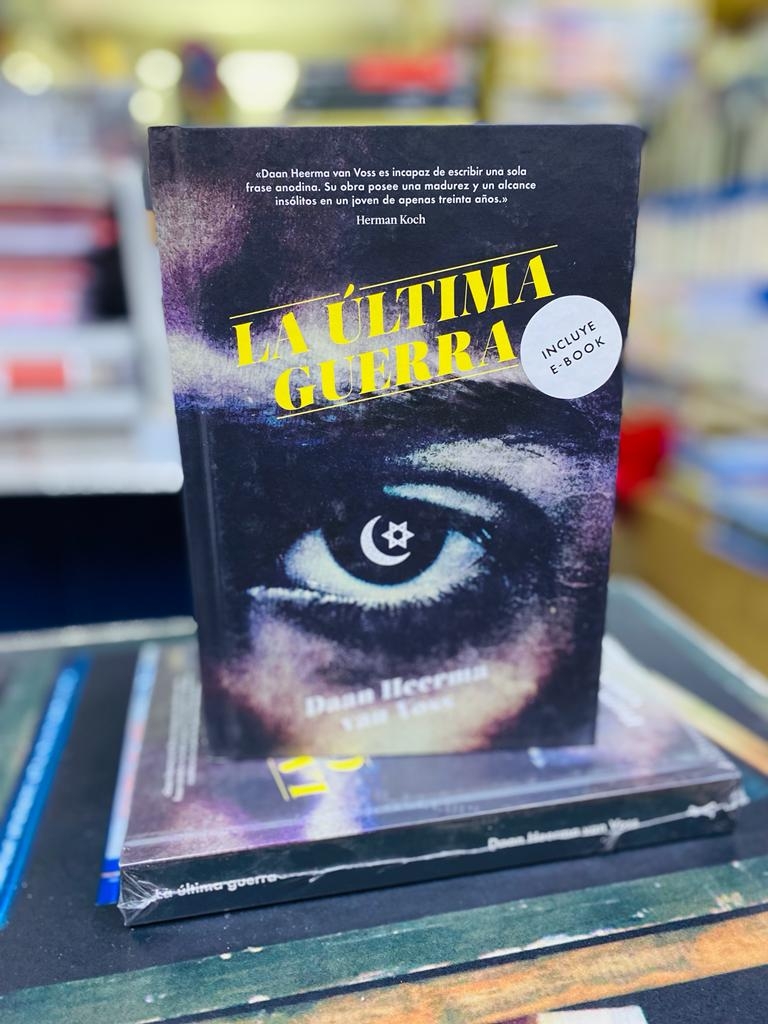 «Daan Heerma van Voss es incapaz de escribir una sola
frase anodina. Su obra posee una madurez y un alcance
insólitos en un joven de apenas treinta años.»
Herman Koch
LA ÚLTIMA
GUERRA
INCLUYE
E-BOOK
Daan Heerma
van Voss
La última guerra
Daan Heerma van Voss